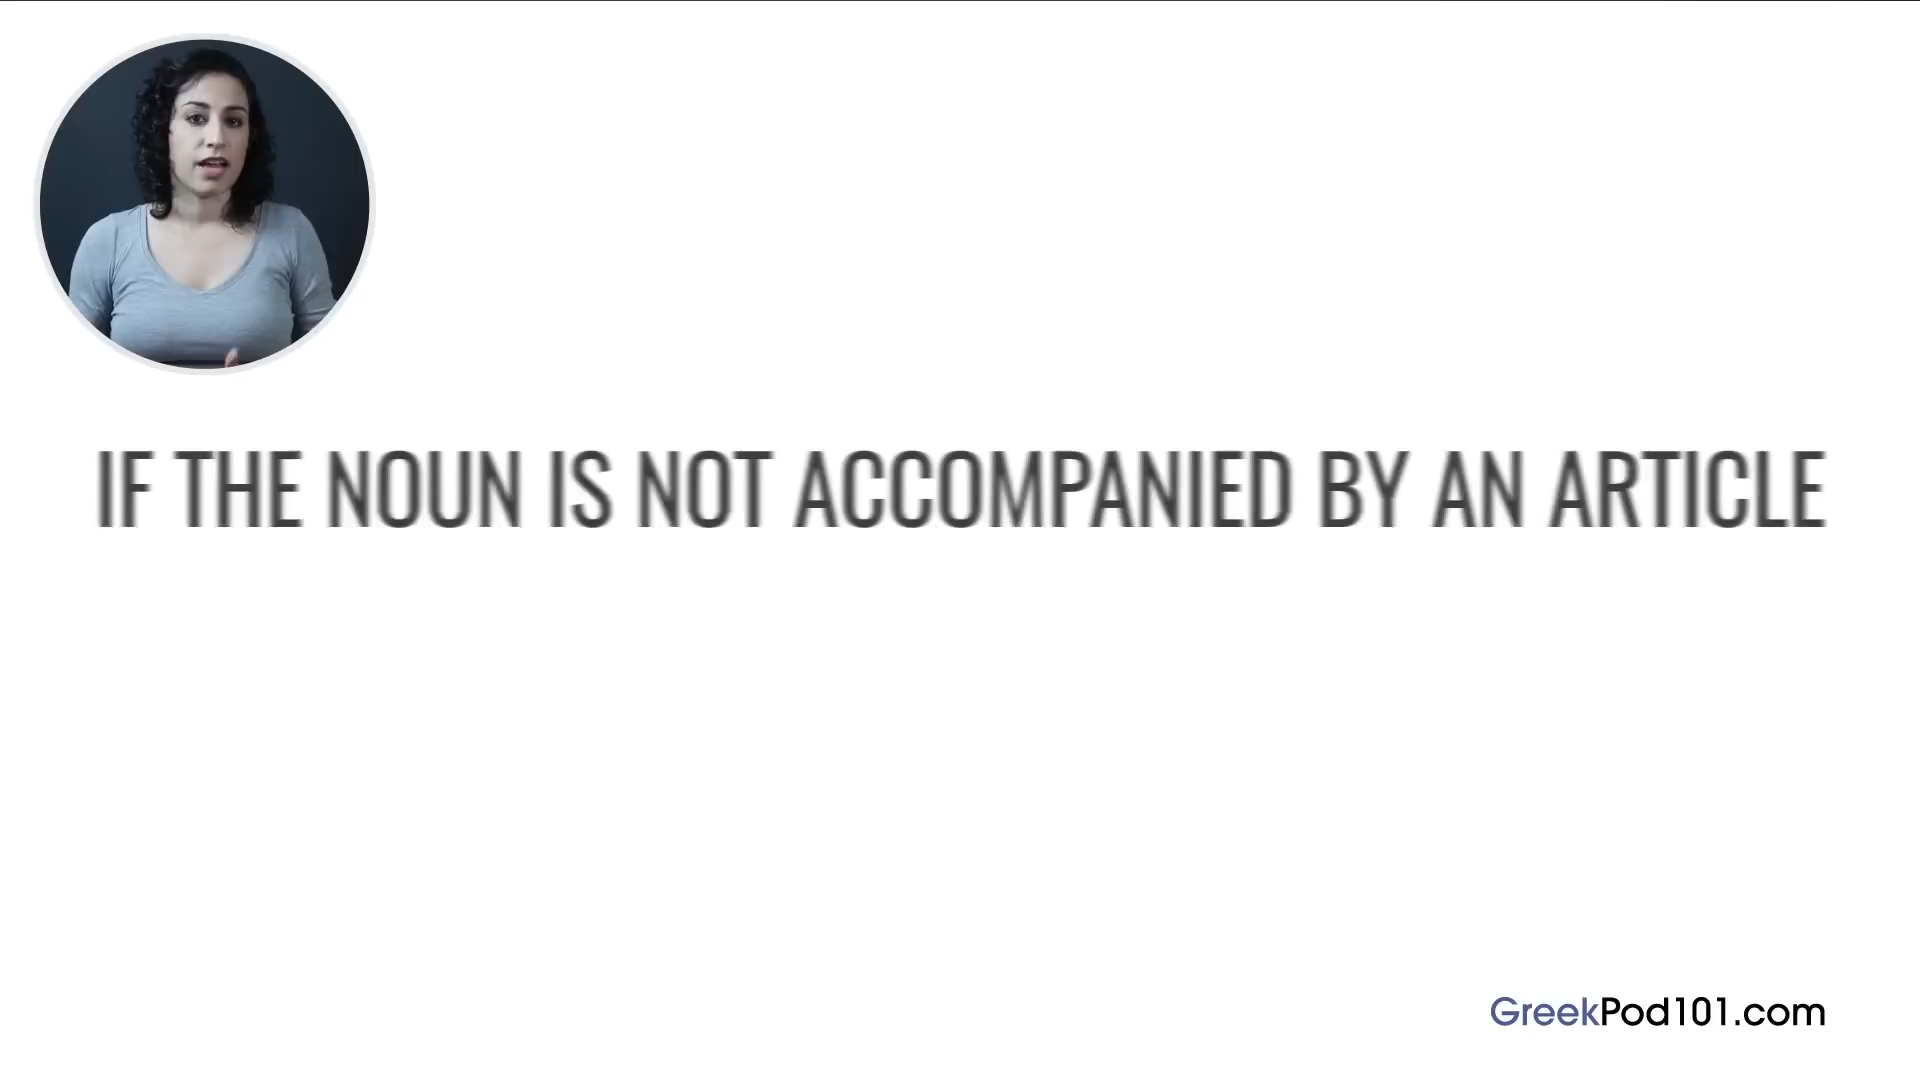 IF THE NOUN IS NOT ACCOMPANIED BY AN ARTICLE
GreekPod101.com